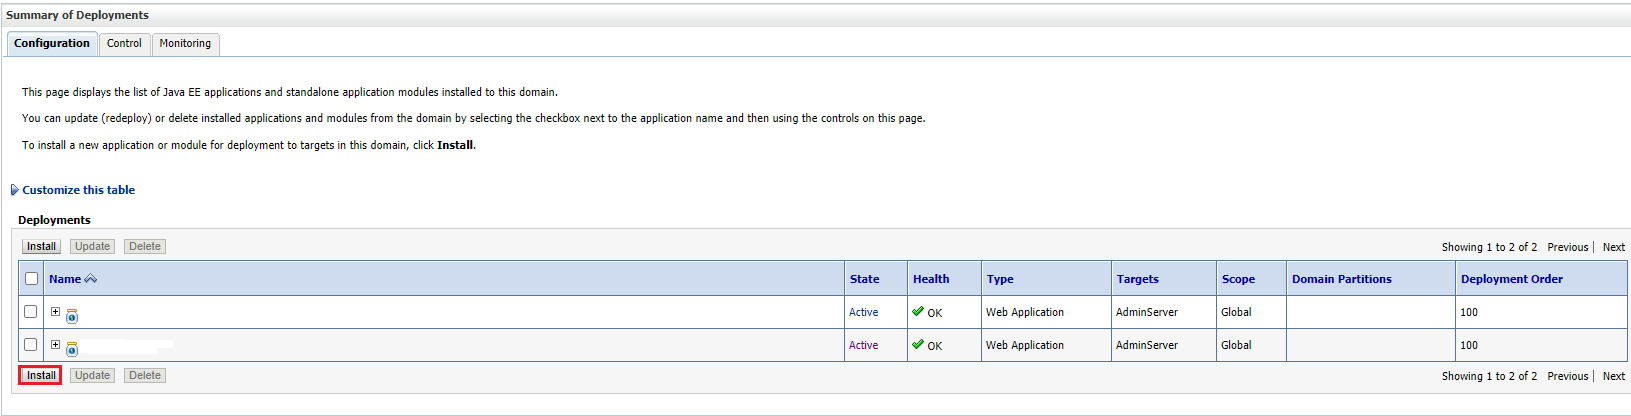 Summary of Deployments
Configuration Control Monitoring
This page displays the list of Java EE applications and standalone application modules installed to this domain.
You can update (redeploy) or delete installed applications and modules from the domain by selecting the checkbox next to the application name and then using the controls on this page.
To install a new application or module for deployment to targets in this domain, click Install.
Customize this table
Deployments
Install Update Delete Showing 1 to 2 of 2 Previous | Next
Name State Health Type Targets Scope Domain Partitions Deployment Order
Active OK Web Application AdminServer Global 100
Active OK Web Application AdminServer Global 100
Install Update Delete Showing 1 to 2 of 2 Previous | Next